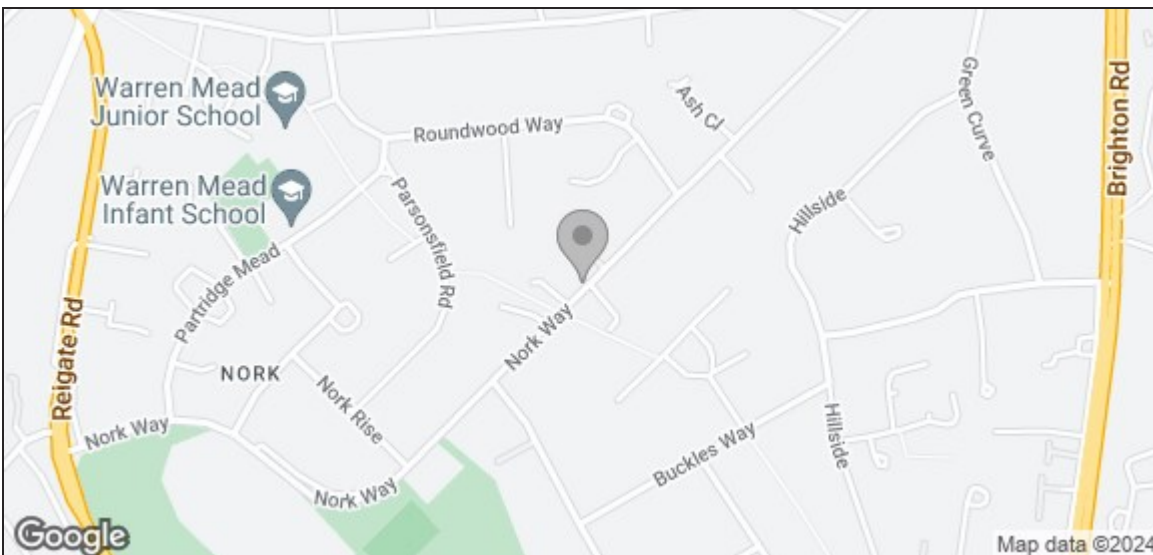 Warren Mead
Junior School
Roundwood Way
Ash Cl
Green Curve
Brighton Rd
Warren Mead
Infant School
Parsonsfield Rd
Hillside
Partridge Mead
Reigate Rd
Nork Way
NORK
Nork Rise
Nork Way
Hillside
Buckles Way
Nork Way
Google
Map data ©2024